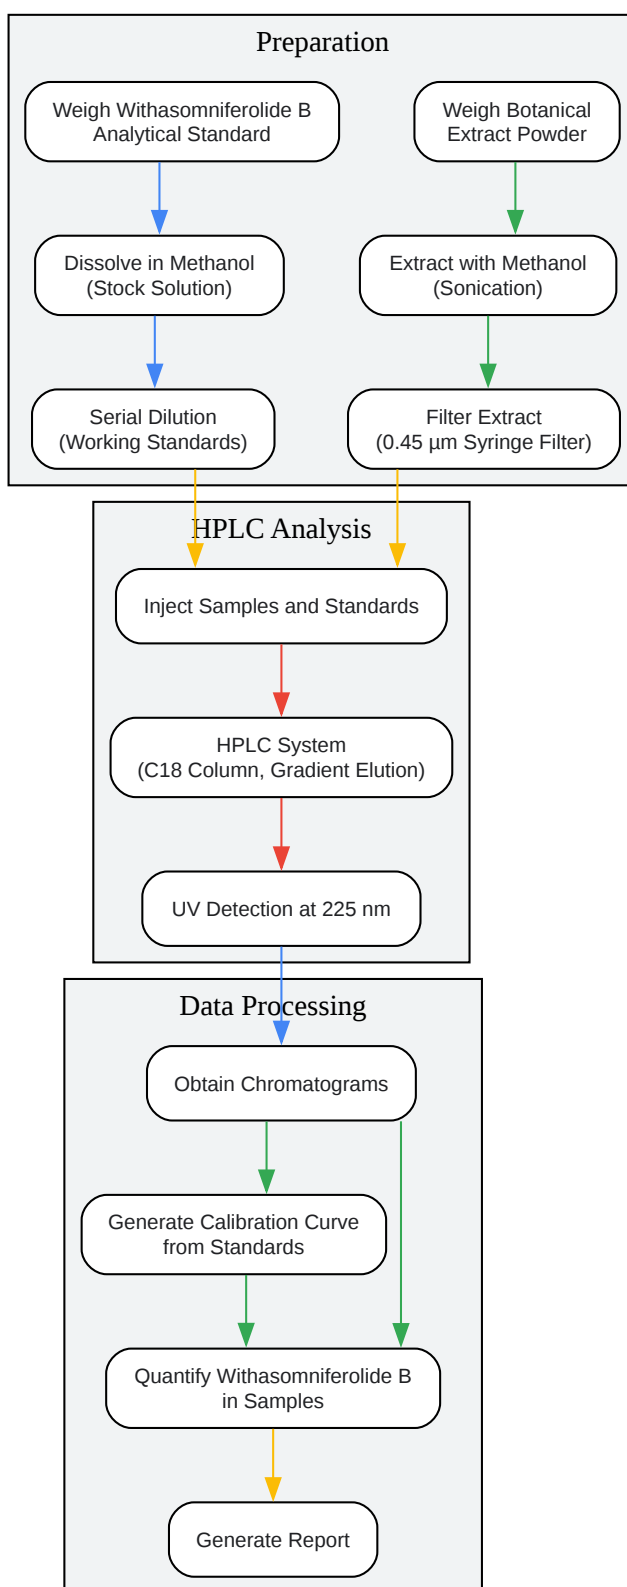 Preparation
Weigh Withasomniferolide B
Analytical Standard
Weigh Botanical
Extract Powder
Dissolve in Methanol
(Stock Solution)
Extract with Methanol
(Sonication)
Serial Dilution
(Working Standards)
Filter Extract
(0.45 µm Syringe Filter)
HPLC Analysis
Inject Samples and Standards
HPLC System
(C18 Column, Gradient Elution)
UV Detection at 225 nm
Data Processing
Obtain Chromatograms
Generate Calibration Curve
from Standards
Quantify Withasomniferolide B
in Samples
Generate Report